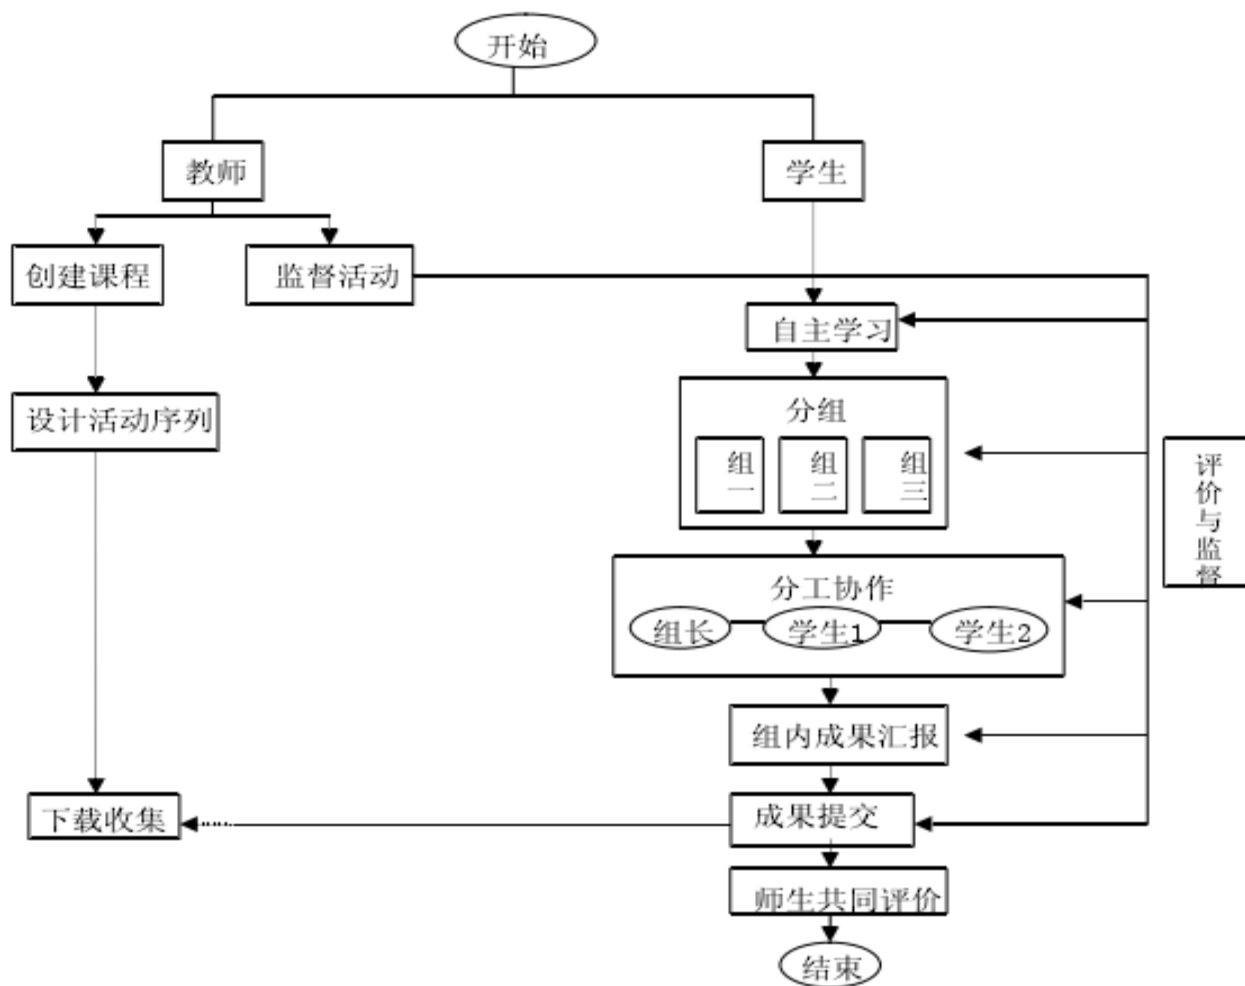 开始
教师
学生
创建课程
监督活动
自主学习
设计活动序列
分组
组一
组二
组三
评价与监督
分工协作
组长
学生1
学生2
组内成果汇报
下载收集
成果提交
师生共同评价
结束